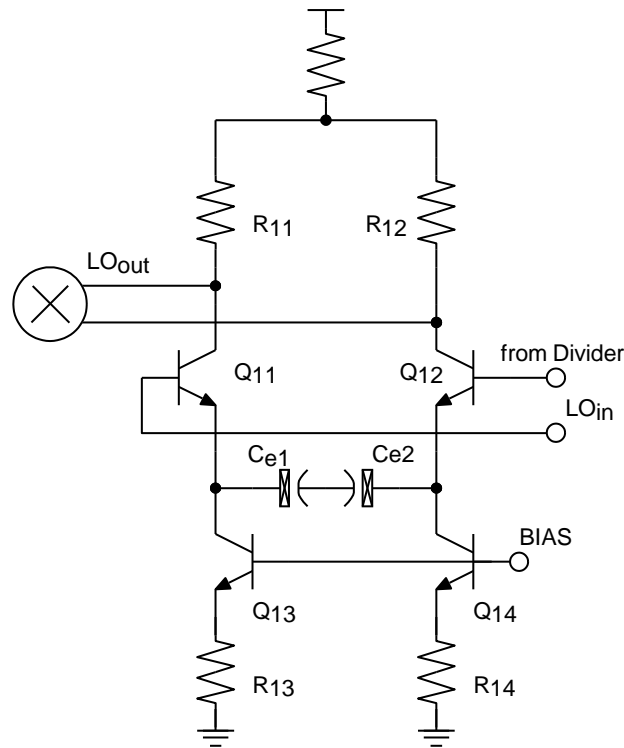 R11
R12
LOout
from Divider
Q11
Q12
LOin
Ce1
Ce2
BIAS
Q13
Q14
R13
R14